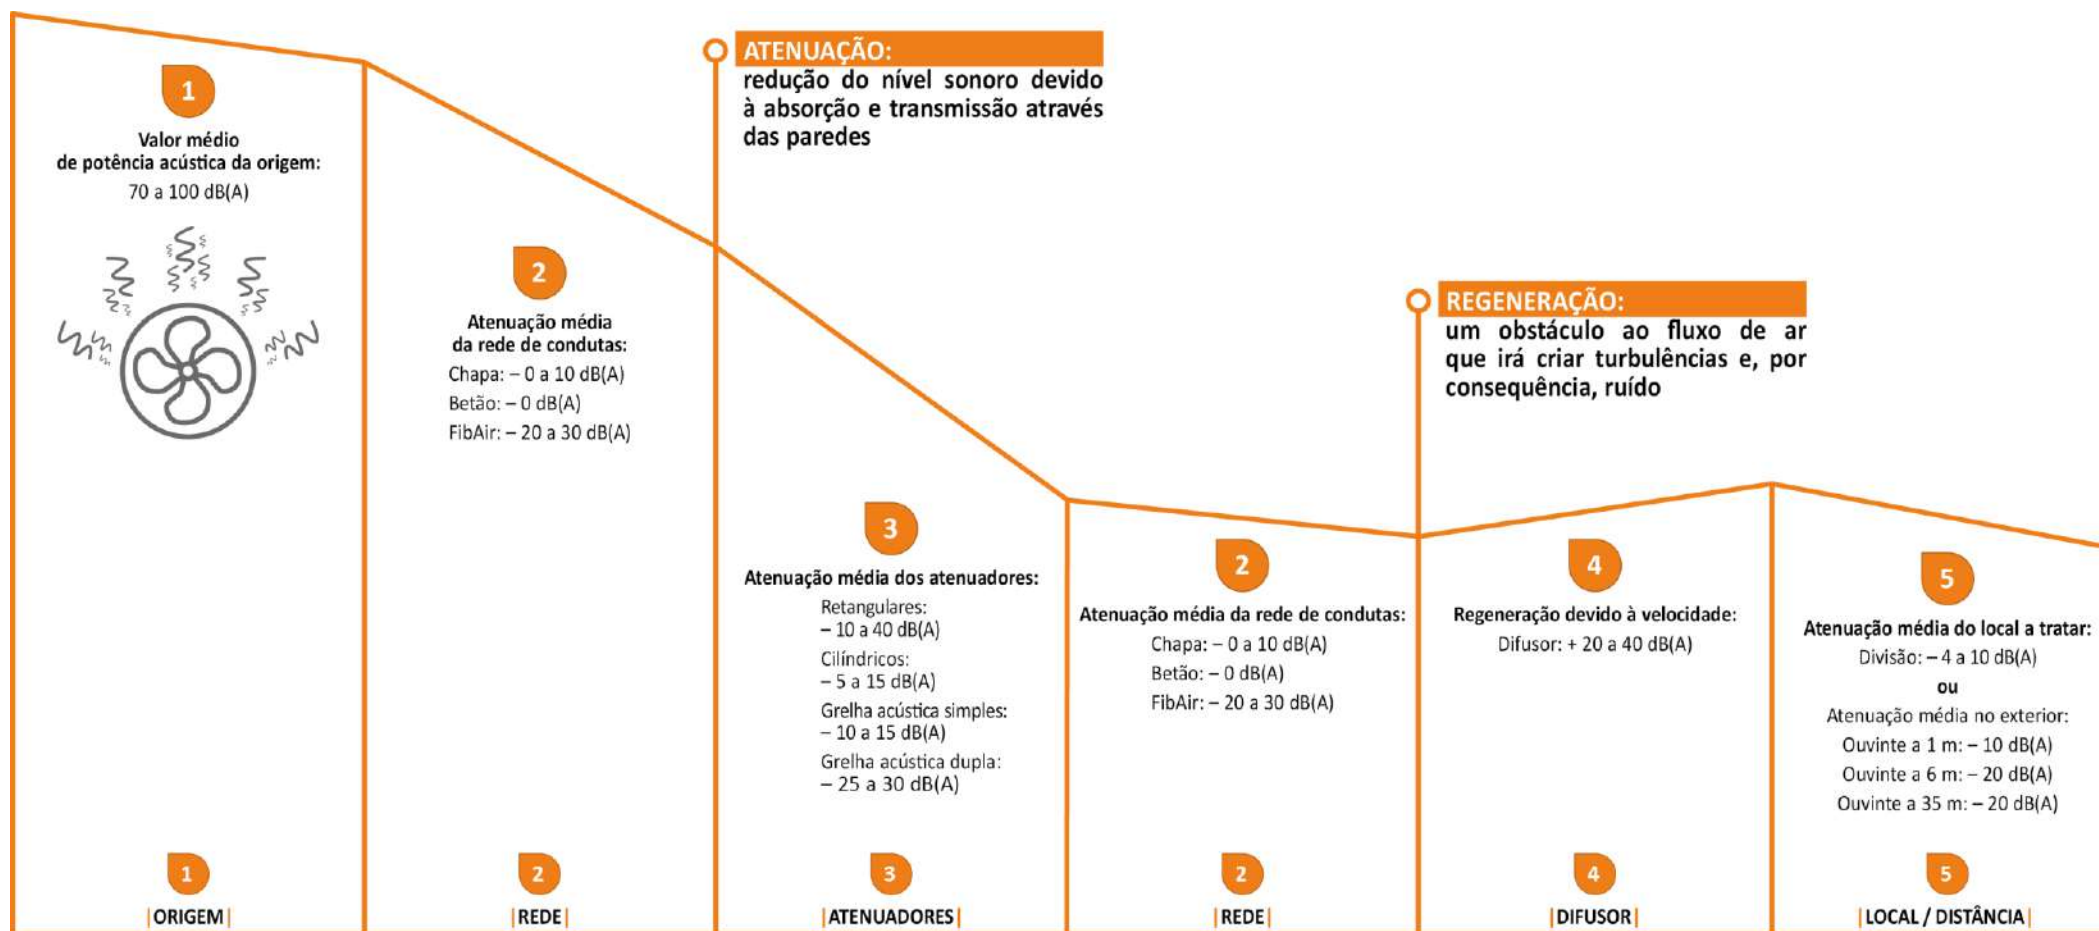 1
Valor médio
de potência acústica da origem:
70 a 100 dB(A)
2
Atenuação média
da rede de condutas:
Chapa: – 0 a 10 dB(A)
Betão: – 0 dB(A)
FibAir: – 20 a 30 dB(A)
ATENUAÇÃO:
redução do nível sonoro devido
à absorção e transmissão através
das paredes
3
Atenuação média dos atenuadores:
Retangulares:
– 10 a 40 dB(A)
Cilíndricos:
– 5 a 15 dB(A)
Grelha acústica simples:
– 10 a 15 dB(A)
Grelha acústica dupla:
– 25 a 30 dB(A)
2
Atenuação média da rede de condutas:
Chapa: – 0 a 10 dB(A)
Betão: – 0 dB(A)
FibAir: – 20 a 30 dB(A)
REGENERAÇÃO:
um obstáculo ao fluxo de ar
que irá criar turbulências e, por
consequência, ruído
4
Regeneração devido à velocidade:
Difusor: + 20 a 40 dB(A)
5
Atenuação média do local a tratar:
Divisão: – 4 a 10 dB(A)
ou
Atenuação média no exterior:
Ouvinte a 1 m: – 10 dB(A)
Ouvinte a 6 m: – 20 dB(A)
Ouvinte a 35 m: – 20 dB(A)
1
|ORIGEM|
2
|REDE|
3
|ATENUADORES|
2
|REDE|
4
|DIFUSOR|
5
|LOCAL / DISTÂNCIA|